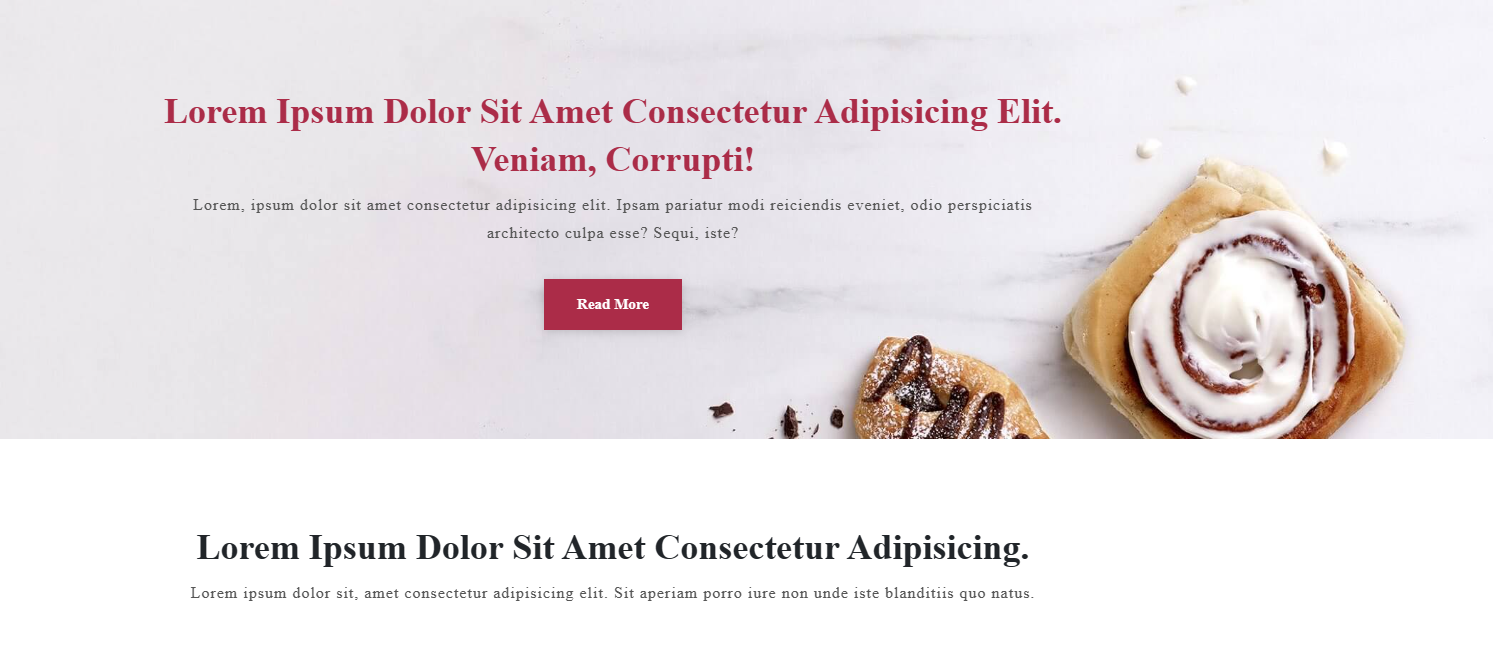 Lorem Ipsum Dolor Sit Amet Consectetur Adipisicing Elit.
Veniam, Corrupti!
Lorem, ipsum dolor sit amet consectetur adipisicing elit. Ipsam pariatur modi reiciendis eveniet, odio perspiciatis
architecto culpa esse? Sequi, iste?
Read More
Lorem Ipsum Dolor Sit Amet Consectetur Adipisicing.
Lorem ipsum dolor sit, amet consectetur adipisicing elit. Sit aperiam porro iure non unde iste blanditiis quo natus.